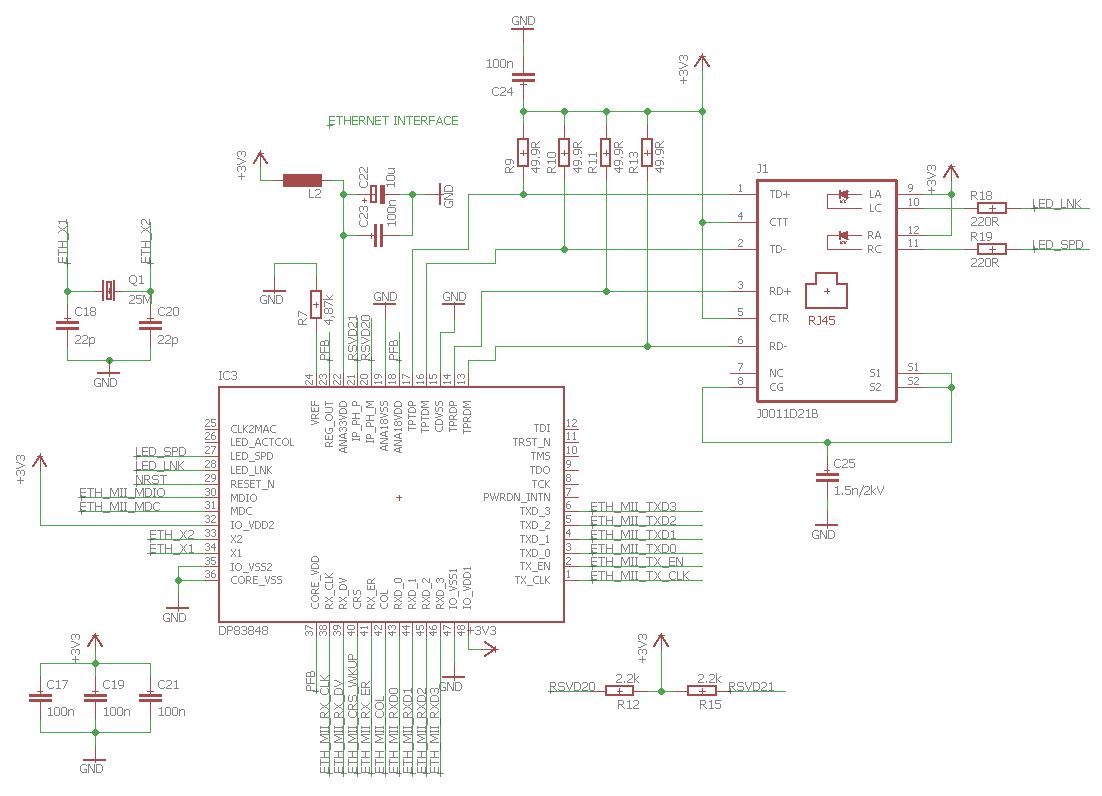 GND
100n
C24
+3V3
ETHERNET INTERFACE
R9
49.9R
R10
49.9R
R11
49.9R
R13
49.9R
+3V3
L2
C22
10u
C23
100n
GND
J1
1
TD+
4
CTT
2
TD-
3
RD+
5
CTR
6
RD-
7
NC
8
CG
LA
9
LC
10
RA
12
RC
11
RJ45
S1
S1
S2
S2
J0011D21B
+3V3
R18
220R
LED_LNK
R19
220R
LED_SPD
C25
1.5n/2kV
GND
ETH_X1
ETH_X2
Q1
25M
C18
22p
C20
22p
GND
GND
R7
4,87k
PFB
RSVD21
RSVD20
GND
PFB
GND
IC3
24
23
22
21
20
19
18
17
16
15
14
13
VREF
REG_OUT
ANA33VDD
IP_PH_P
IP_PH_M
ANA18VSS
ANA18VDD
TPTDP
TPTDM
CDVSS
TPRDP
TPRDM
25
CLK2MAC
26
LED_ACTCOL
LED_SPD
27
LED_SPD
LED_LNK
28
LED_LNK
NRST
29
RESET_N
ETH_MII_MDIO
30
MDIO
ETH_MII_MDC
31
MDC
+3V3
32
IO_VDD2
ETH_X2
33
X2
ETH_X1
34
X1
35
IO_VSS2
36
CORE_VSS
GND
TDI
12
TRST_N
11
TMS
10
TDO
9
TCK
8
PWRDN_INTN
7
TXD_3
6
ETH_MII_TXD3
TXD_2
5
ETH_MII_TXD2
TXD_1
4
ETH_MII_TXD1
TXD_0
3
ETH_MII_TXD0
TX_EN
2
ETH_MII_TX_EN
TX_CLK
1
ETH_MII_TX_CLK
CORE_VDD
RX_CLK
RX_DV
CRS
RX_ER
COL
RXD_0
RXD_1
RXD_2
RXD_3
IO_VSS1
IO_VDD1
DP83848
37
38
39
40
41
42
43
44
45
46
47
48
+3V3
PFB
ETH_MII_RX_CLK
ETH_MII_RX_DV
ETH_MII_CRS_WKUP
ETH_MII_RX_ER
ETH_MII_COL
ETH_MII_RXD0
ETH_MII_RXD1
ETH_MII_RXD2
ETH_MII_RXD3
GND
+3V3
C17
100n
C19
100n
C21
100n
GND
+3V3
RSVD20
2.2k
R12
2.2k
R15
RSVD21